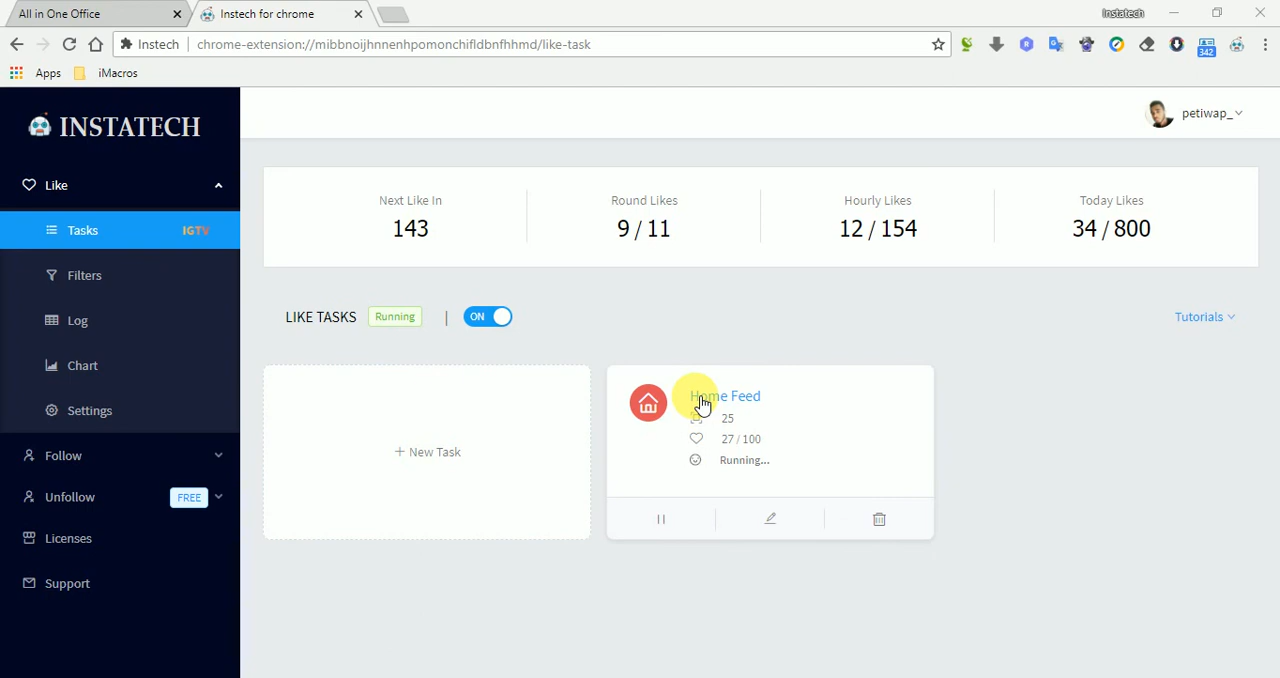 All in One Office
Instech for chrome
Instatech
Instech
chrome-extension://mibbnoijhnnenhpomonchifldbnfhhmd/like-task
342
Apps
iMacros
INSTATECH
petiwap_
Like
Tasks
IGTV
Filters
Log
Chart
Settings
Follow
Unfollow
FREE
Licenses
Support
Next Like In
143
Round Likes
9 / 11
Hourly Likes
12 / 154
Today Likes
34 / 800
LIKE TASKS
Running
|
ON
Tutorials
+ New Task
Home Feed
25
27 / 100
Running...